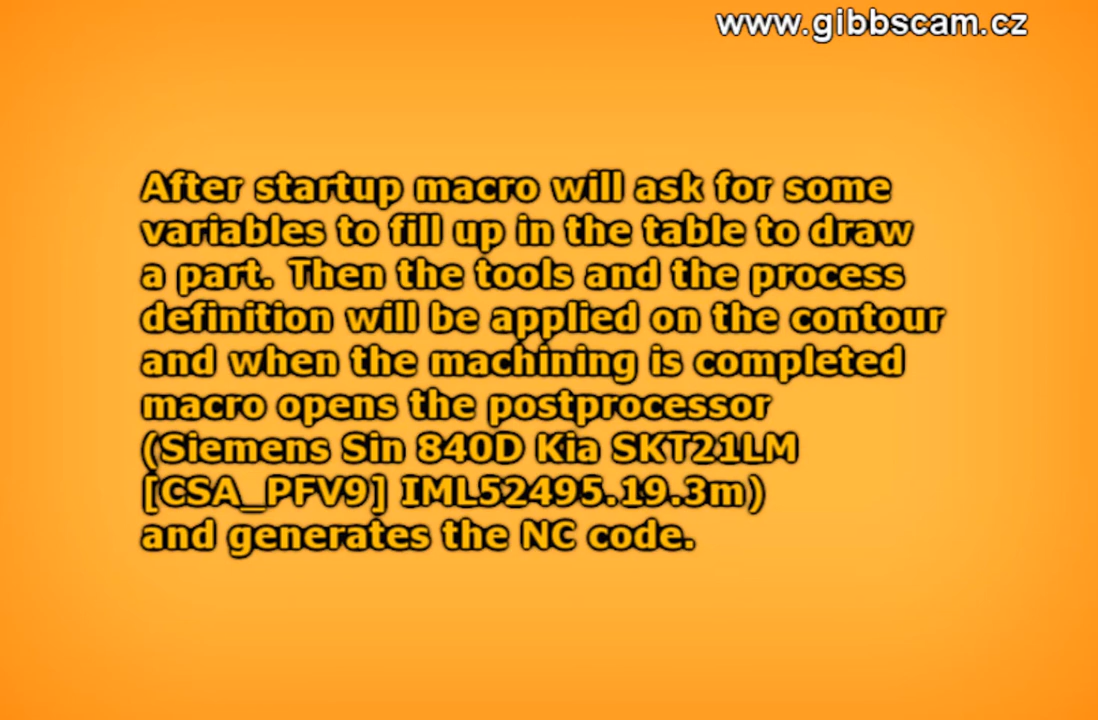 www.gibbscam.cz
After startup macro will ask for some
variables to fill up in the table to draw
a part. Then the tools and the process
definition will be applied on the contour
and when the machining is completed
macro opens the postprocessor
(Siemens Sin 840D Kia SKT21LM
[CSA_PFV9] IML52495.19.3m)
and generates the NC code.